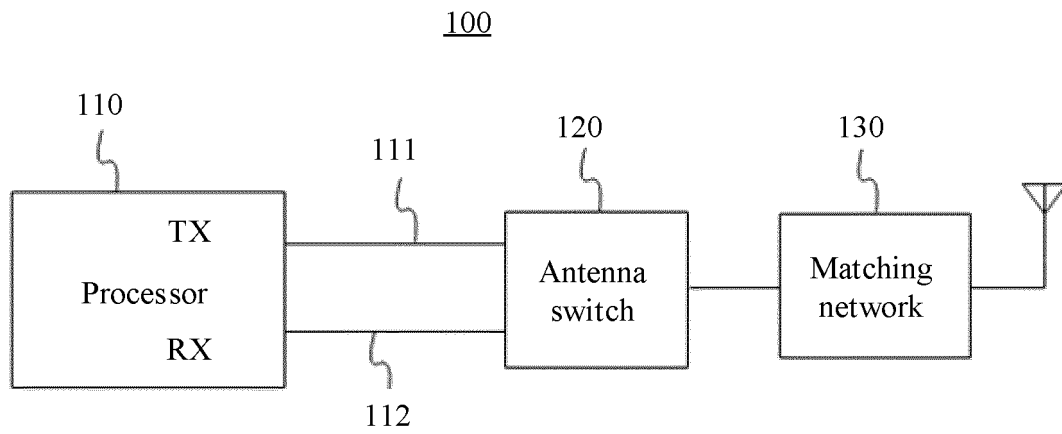 100
110
111
120
130
TX
Processor
RX
Antenna
switch
Matching
network
112